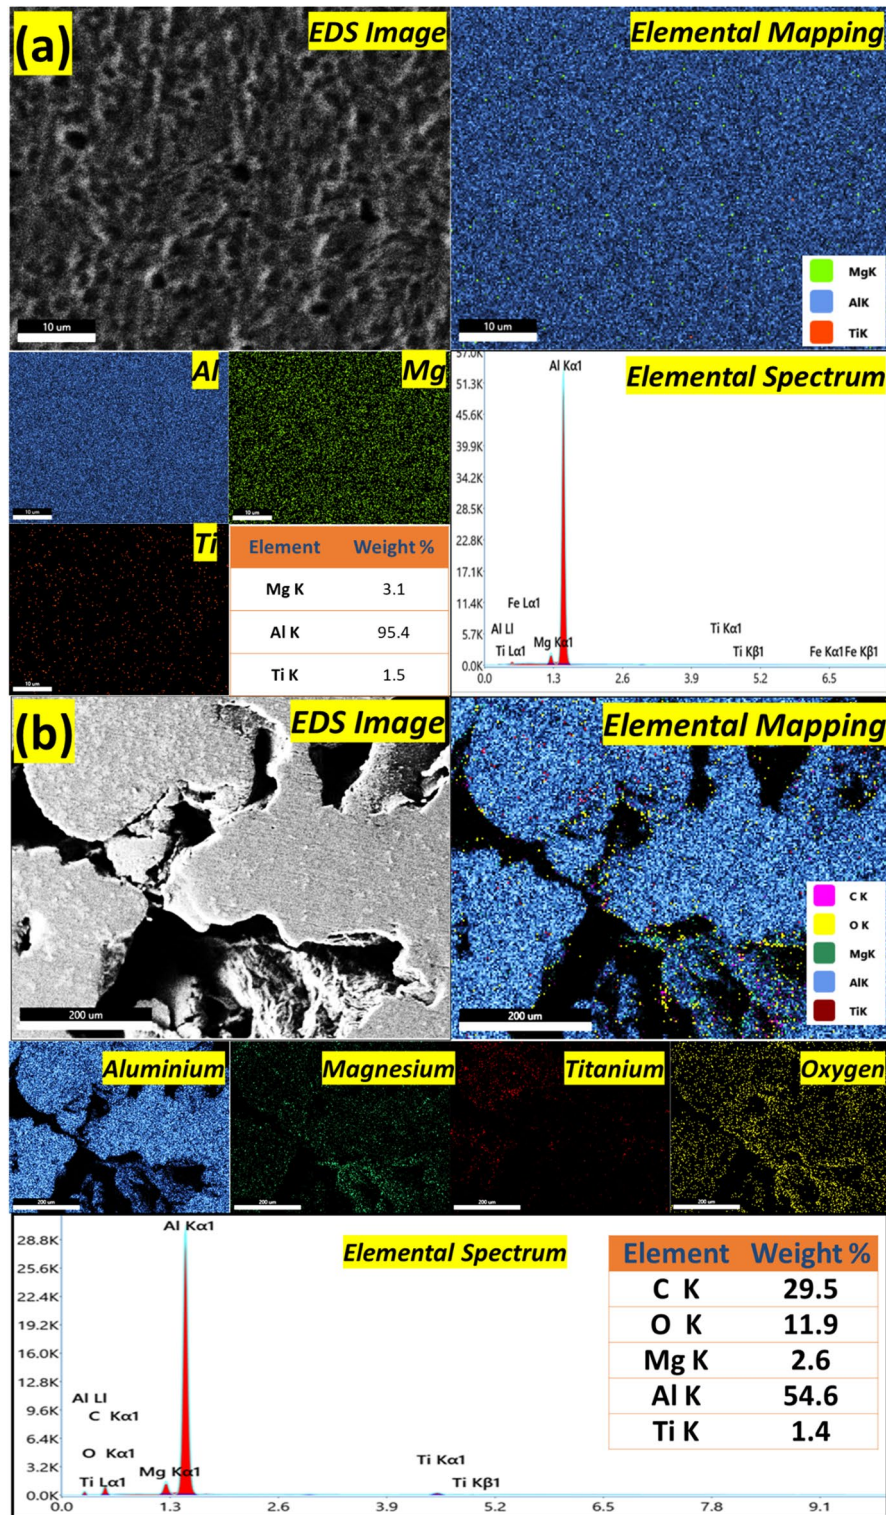 (a)
EDS Image
Elemental Mapping
10 um
MgK
AlK
TiK
Al
Mg
10 um
10 um
Ti
10 um
Element Weight %
Mg K 3.1
Al K 95.4
Ti K 1.5
Elemental Spectrum
57.0K
51.3K
45.6K
39.9K
34.2K
28.5K
22.8K
17.1K
11.4K
5.7K
0.0K
Al Kα1
Fe Lα1
Al Ll
Ti Lα1
Mg Kα1
Ti Kα1
Ti Kβ1
Fe Kα1 Fe Kβ1
0.0 1.3 2.6 3.9 5.2 6.5
(b)
EDS Image
Elemental Mapping
200 um
200 um
C K
O K
MgK
AlK
TiK
Aluminium
Magnesium
Titanium
Oxygen
200 um
200 um
200 um
200 um
Elemental Spectrum
28.8K
25.6K
22.4K
19.2K
16.0K
12.8K
9.6K
6.4K
3.2K
0.0K
Al Kα1
Al Ll
C Kα1
O Kα1
Ti Lα1
Mg Kα1
Ti Kα1
Ti Kβ1
0.0 1.3 2.6 3.9 5.2 6.5 7.8 9.1
Element Weight %
C K 29.5
O K 11.9
Mg K 2.6
Al K 54.6
Ti K 1.4